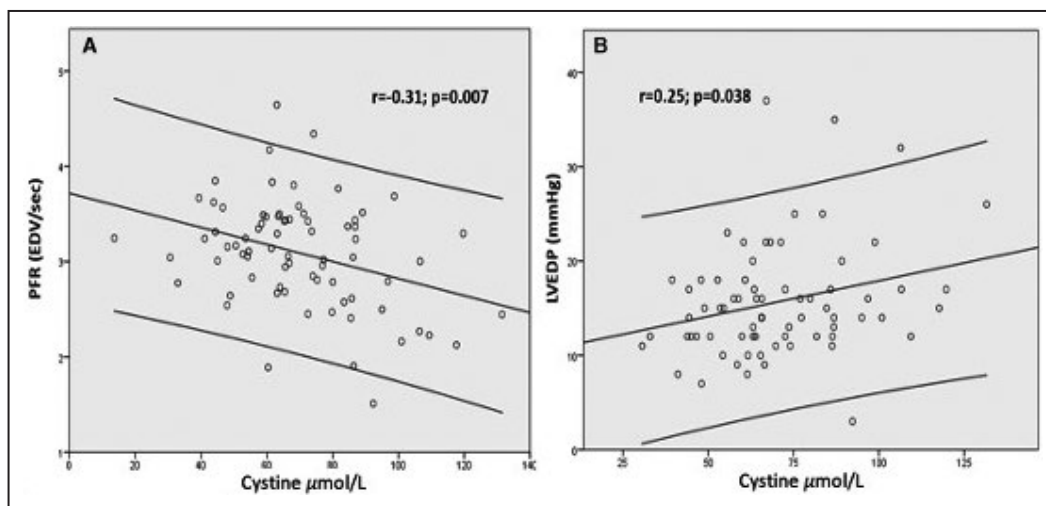 A
r=-0.31; p=0.007
PFR (EDV/sec)
5
4
3
2
1
0
20
40
60
80
100
120
140
Cystine μmol/L
B
r=0.25; p=0.038
LVEDP (mmHg)
40
30
20
10
0
25
50
75
100
125
Cystine μmol/L